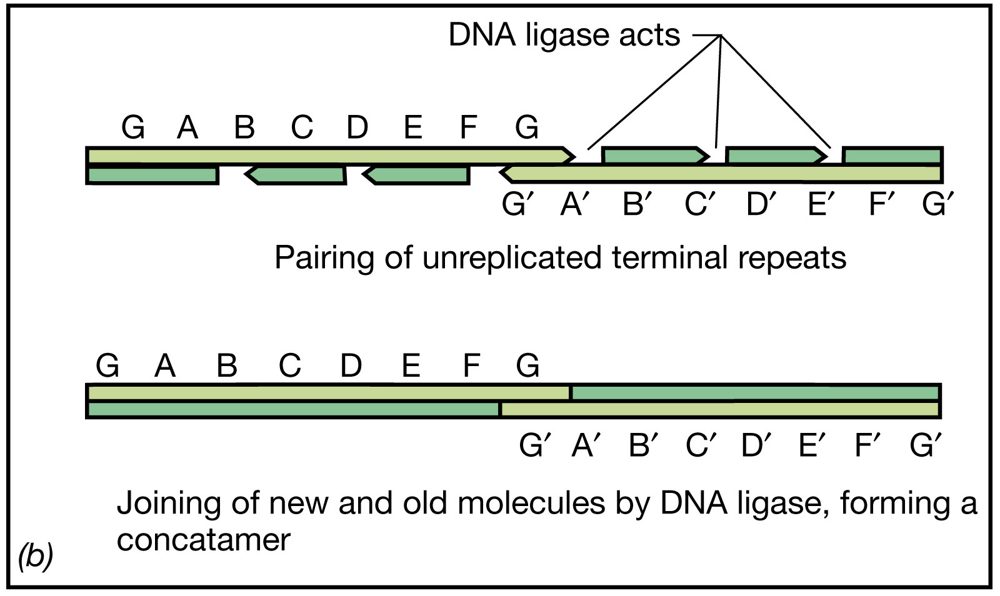 DNA ligase acts
G A B C D E F G
G′ A′ B′ C′ D′ E′ F′ G′
Pairing of unreplicated terminal repeats
G A B C D E F G
G′ A′ B′ C′ D′ E′ F′ G′
Joining of new and old molecules by DNA ligase, forming a
concatamer
(b)